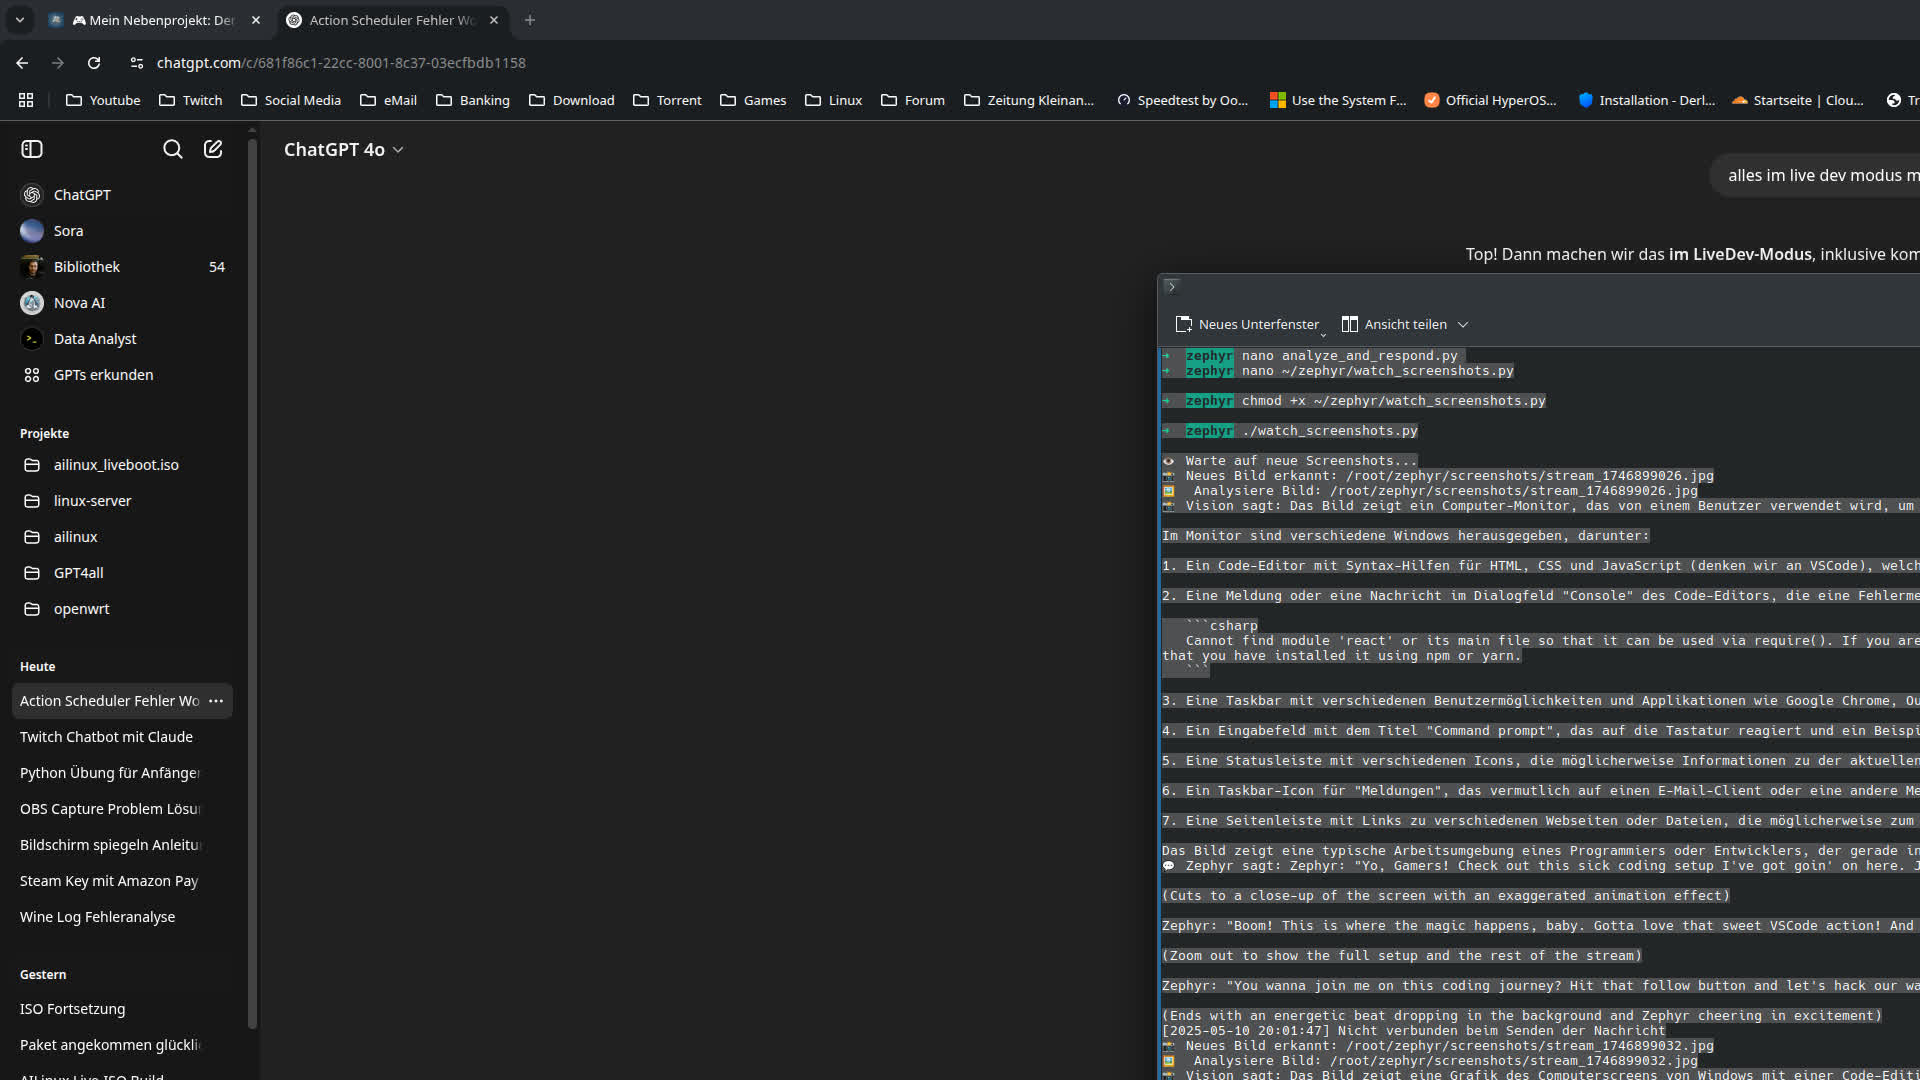 🎮 Mein Nebenprojekt: De
Action Scheduler Fehler Wo
chatgpt.com/c/681f86c1-22cc-8001-8c37-03ecfbdb1158
Youtube
Twitch
Social Media
eMail
Banking
Download
Torrent
Games
Linux
Forum
Zeitung Kleinan...
Speedtest by Oo...
Use the System F...
Official HyperOS...
Installation - Derl...
Startseite | Clou...
Tr
ChatGPT 4o
alles im live dev modus m
ChatGPT
Sora
Bibliothek 54
Nova AI
Data Analyst
GPTs erkunden
Projekte
ailinux_liveboot.iso
linux-server
ailinux
GPT4all
openwrt
Heute
Action Scheduler Fehler Wo
Twitch Chatbot mit Claude
Python Übung für Anfänger
OBS Capture Problem Lösu
Bildschirm spiegeln Anleitu
Steam Key mit Amazon Pay
Wine Log Fehleranalyse
Gestern
ISO Fortsetzung
Paket angekommen glückli
AILinux Live ISO Build
Top! Dann machen wir das im LiveDev-Modus, inklusive kom
Neues Unterfenster
Ansicht teilen
→ zephyr nano analyze_and_respond.py
→ zephyr nano ~/zephyr/watch_screenshots.py
→ zephyr chmod +x ~/zephyr/watch_screenshots.py
→ zephyr ./watch_screenshots.py
👁️ Warte auf neue Screenshots...
📸 Neues Bild erkannt: /root/zephyr/screenshots/stream_1746899026.jpg
🖼️ Analysiere Bild: /root/zephyr/screenshots/stream_1746899026.jpg
📸 Vision sagt: Das Bild zeigt ein Computer-Monitor, das von einem Benutzer verwendet wird, um
Im Monitor sind verschiedene Windows herausgegeben, darunter:
1. Ein Code-Editor mit Syntax-Hilfen für HTML, CSS und JavaScript (denken wir an VSCode), welch
2. Eine Meldung oder eine Nachricht im Dialogfeld "Console" des Code-Editors, die eine Fehlerme
```csharp
Cannot find module 'react' or its main file so that it can be used via require(). If you are
that you have installed it using npm or yarn.
```
3. Eine Taskbar mit verschiedenen Benutzermöglichkeiten und Applikationen wie Google Chrome, Ou
4. Ein Eingabefeld mit dem Titel "Command prompt", das auf die Tastatur reagiert und ein Beispi
5. Eine Statusleiste mit verschiedenen Icons, die möglicherweise Informationen zu der aktuellen
6. Ein Taskbar-Icon für "Meldungen", das vermutlich auf einen E-Mail-Client oder eine andere Me
7. Eine Seitenleiste mit Links zu verschiedenen Webseiten oder Dateien, die möglicherweise zum
Das Bild zeigt eine typische Arbeitsumgebung eines Programmiers oder Entwicklers, der gerade in
💬 Zephyr sagt: Zephyr: "Yo, Gamers! Check out this sick coding setup I've got goin' on here. J
(Cuts to a close-up of the screen with an exaggerated animation effect)
Zephyr: "Boom! This is where the magic happens, baby. Gotta love that sweet VSCode action! And
(Zoom out to show the full setup and the rest of the stream)
Zephyr: "You wanna join me on this coding journey? Hit that follow button and let's hack our wa
(Ends with an energetic beat dropping in the background and Zephyr cheering in excitement)
[2025-05-10 20:01:47] Nicht verbunden beim Senden der Nachricht
📸 Neues Bild erkannt: /root/zephyr/screenshots/stream_1746899032.jpg
🖼️ Analysiere Bild: /root/zephyr/screenshots/stream_1746899032.jpg
📸 Vision sagt: Das Bild zeigt eine Grafik des Computerscreens von Windows mit einer Code-Editi